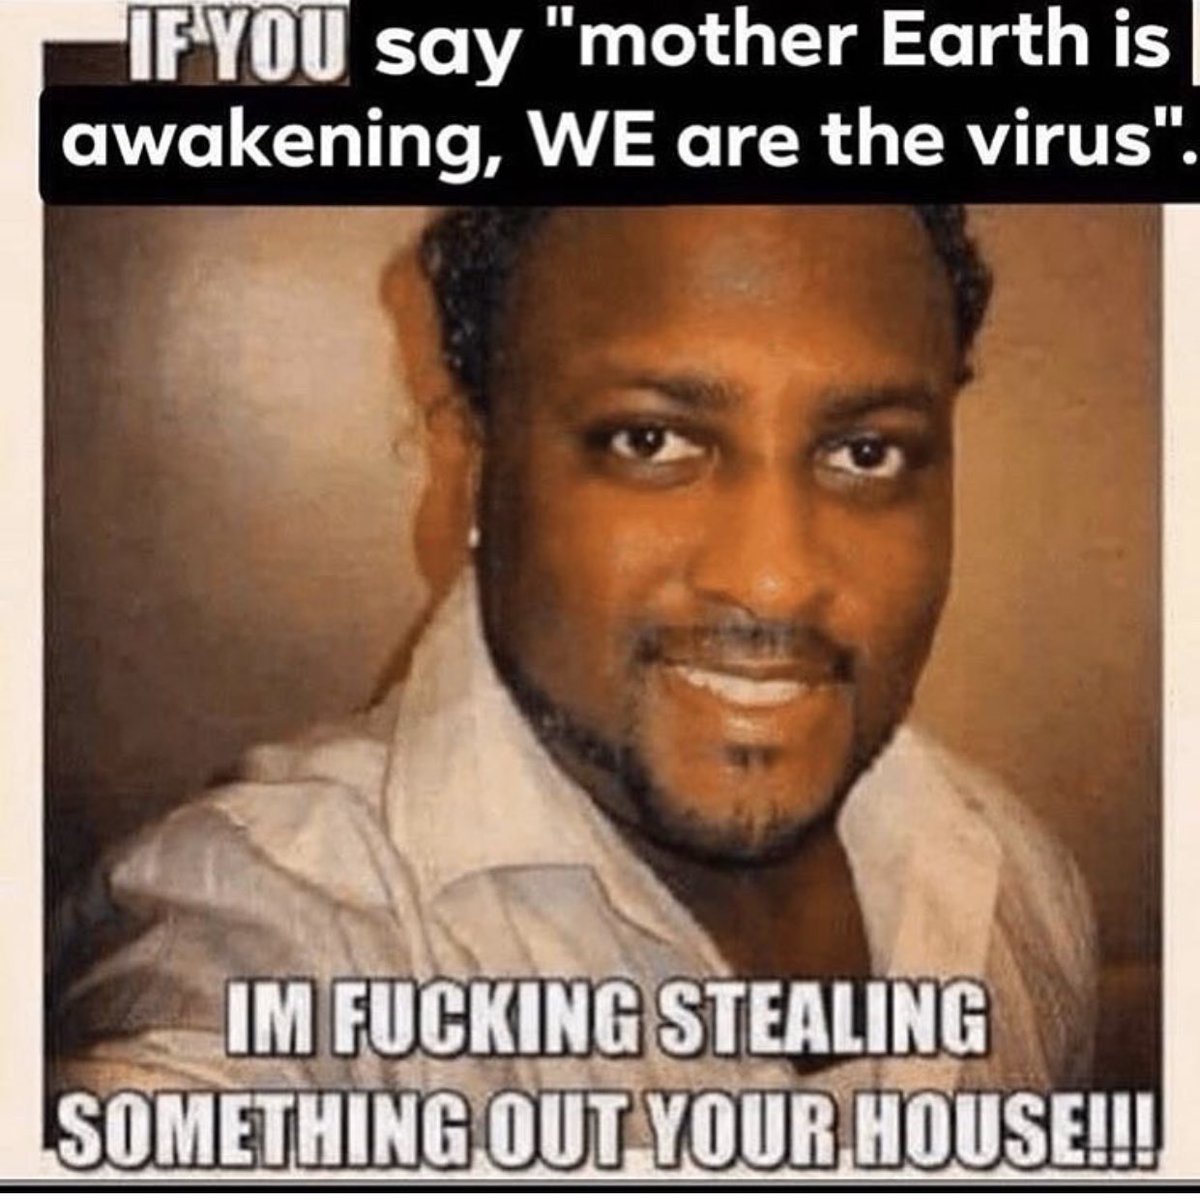 IF YOU say "mother Earth is
awakening, WE are the virus".
IM FUCKING STEALING
SOMETHING OUT YOUR HOUSE!!!